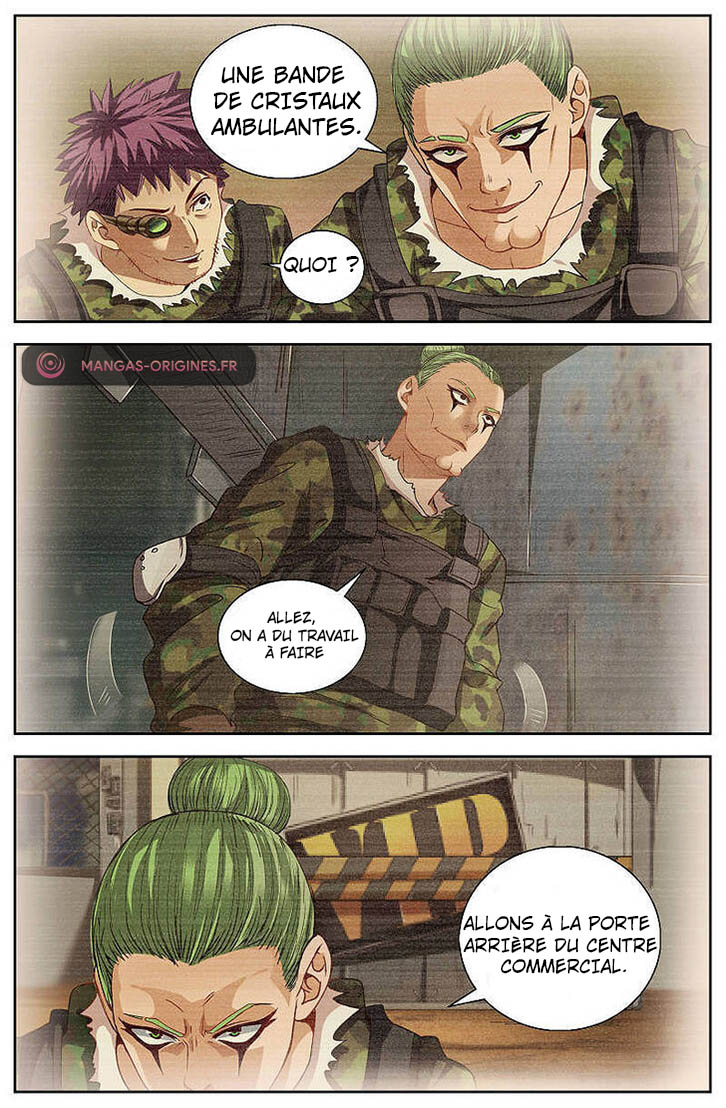 UNE BANDE
DE CRISTAUX
AMBULANTES.
QUOI ?
MANGAS-ORIGINES.FR
ALLEZ,
ON A DU TRAVAIL
À FAIRE
VIP
ALLONS À LA PORTE
ARRIÈRE DU CENTRE
COMMERCIAL.